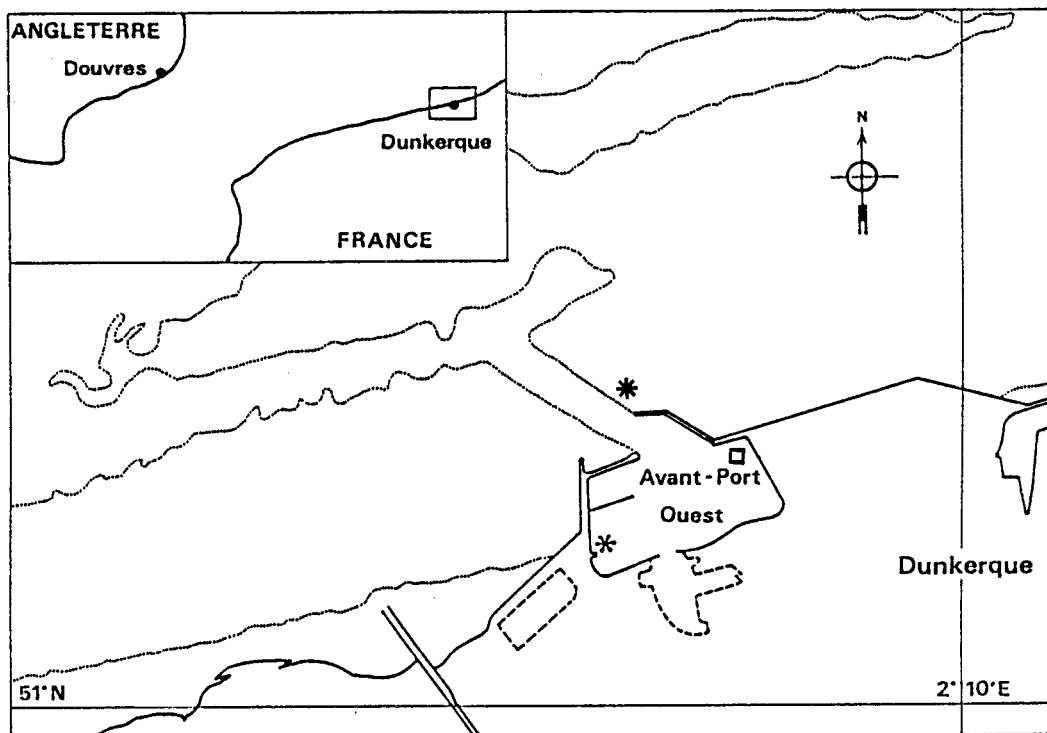 ANGLETERRE
Douvres
Dunkerque
FRANCE
N
Avant-Port
Ouest
Dunkerque
51°N
2°10'E